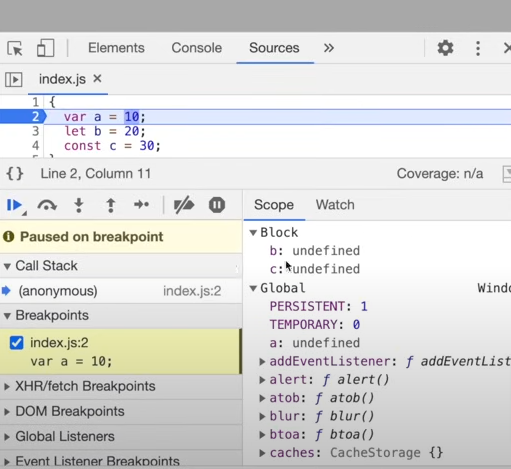 Elements Console Sources »
index.js ×
1 {
2 var a = 10;
3 let b = 20;
4 const c = 30;
{} Line 2, Column 11 Coverage: n/a
Scope Watch
Paused on breakpoint
Call Stack
(anonymous) index.js:2
Breakpoints
index.js:2
var a = 10;
XHR/fetch Breakpoints
DOM Breakpoints
Global Listeners
Event Listener Breakpoints
Block
b: undefined
c: undefined
Global Windo
PERSISTENT: 1
TEMPORARY: 0
a: undefined
addEventListener: ƒ addEventList
alert: ƒ alert()
atob: ƒ atob()
blur: ƒ blur()
btoa: ƒ btoa()
caches: CacheStorage {}